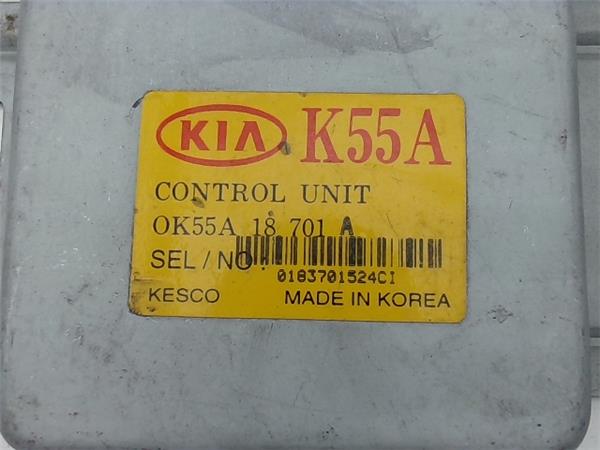 KIA K55A
CONTROL UNIT
OK55A 18 701 A
SEL/NO
0183701524CI
KESCO MADE IN KOREA